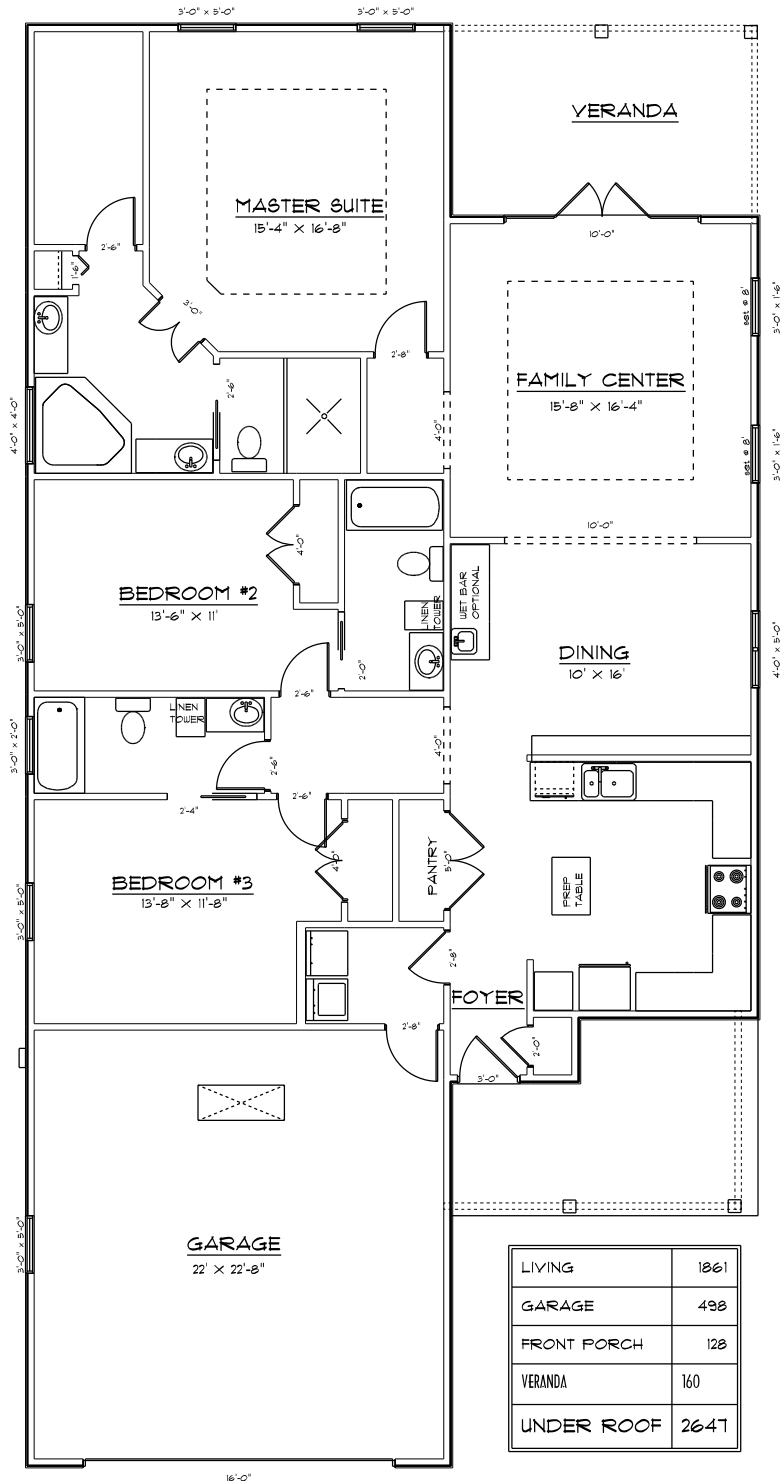 3'-0" x 5'-0"
3'-0" x 5'-0"
VERANDA
MASTER SUITE
15'-4" X 16'-8"
10'-0"
2'-6"
1'-6"
3'-0"
2'-8"
set @ 8'
3'-0" x 1'-6"
FAMILY CENTER
15'-8" X 16'-4"
2'-6"
4'-0" x 4'-0"
4'-0"
set @ 8'
3'-0" x 1'-6"
10'-0"
4'-0"
BEDROOM #2
13'-6" X 11'
3'-0" x 5'-0"
LINEN
TOWER
WET BAR
OPTIONAL
DINING
10' X 16'
4'-0" x 5'-0"
2'-0"
2'-6"
LINEN
TOWER
3'-0" x 2'-0"
2'-6"
4'-0"
2'-4"
2'-6"
BEDROOM #3
13'-8" X 11'-8"
3'-0" x 5'-0"
4'-0"
PANTRY
5'-0"
PREP
TABLE
2'-8"
FOYER
2'-8"
2'-0"
3'-0"
GARAGE
22' X 22'-8"
3'-0" x 5'-0"
LIVING 1861
GARAGE 498
FRONT PORCH 128
VERANDA 160
UNDER ROOF 2647
16'-0"